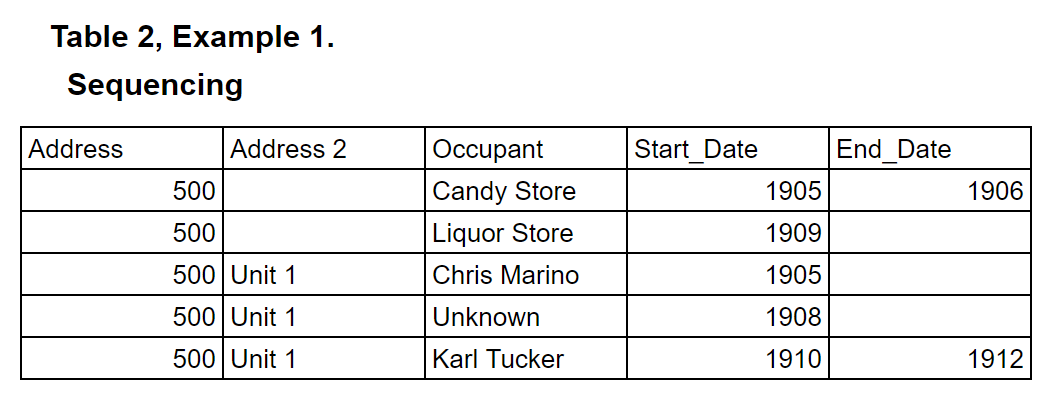 Table 2, Example 1.
Sequencing
Address Address 2 Occupant Start_Date End_Date
500 Candy Store 1905 1906
500 Liquor Store 1909
500 Unit 1 Chris Marino 1905
500 Unit 1 Unknown 1908
500 Unit 1 Karl Tucker 1910 1912